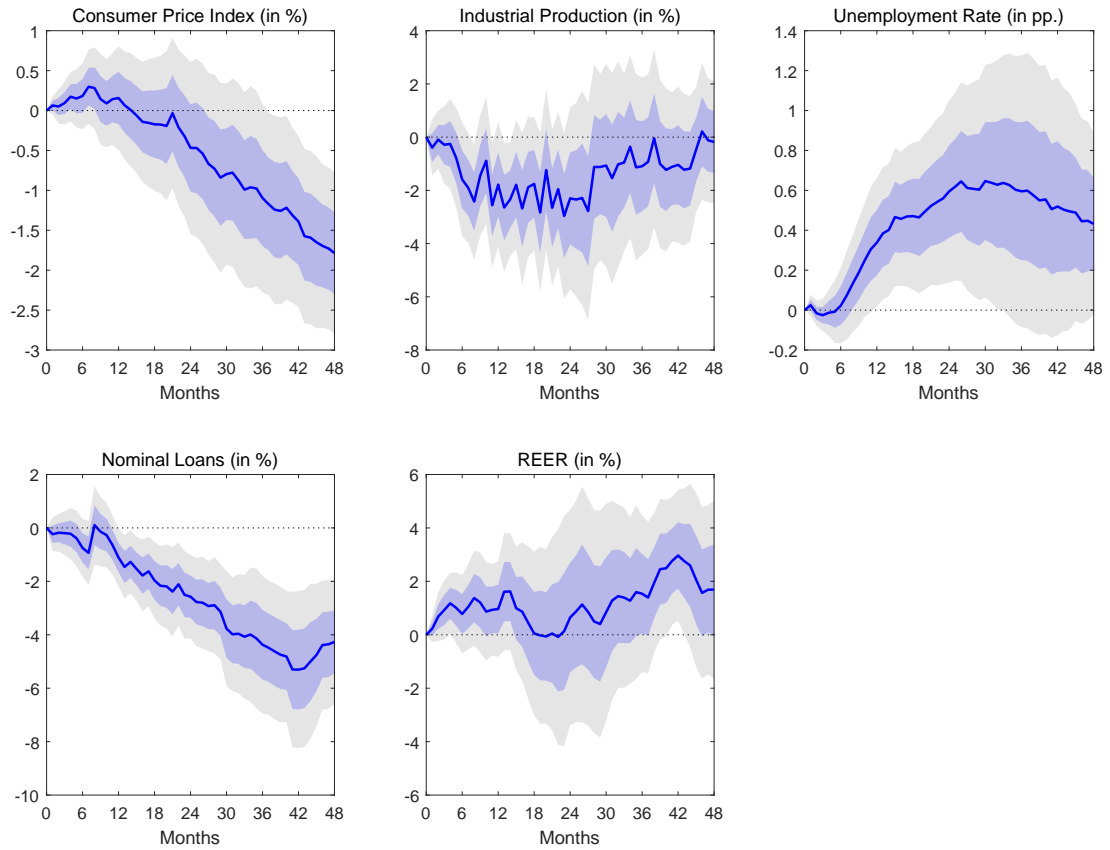 Consumer Price Index (in %)
1
0.5
0
-0.5
-1
-1.5
-2
-2.5
-3
0 6 12 18 24 30 36 42 48
Months
Industrial Production (in %)
4
2
0
-2
-4
-6
-8
0 6 12 18 24 30 36 42 48
Months
Unemployment Rate (in pp.)
1.4
1.2
1
0.8
0.6
0.4
0.2
0
-0.2
0 6 12 18 24 30 36 42 48
Months
Nominal Loans (in %)
2
0
-2
-4
-6
-8
-10
0 6 12 18 24 30 36 42 48
Months
REER (in %)
6
4
2
0
-2
-4
-6
0 6 12 18 24 30 36 42 48
Months